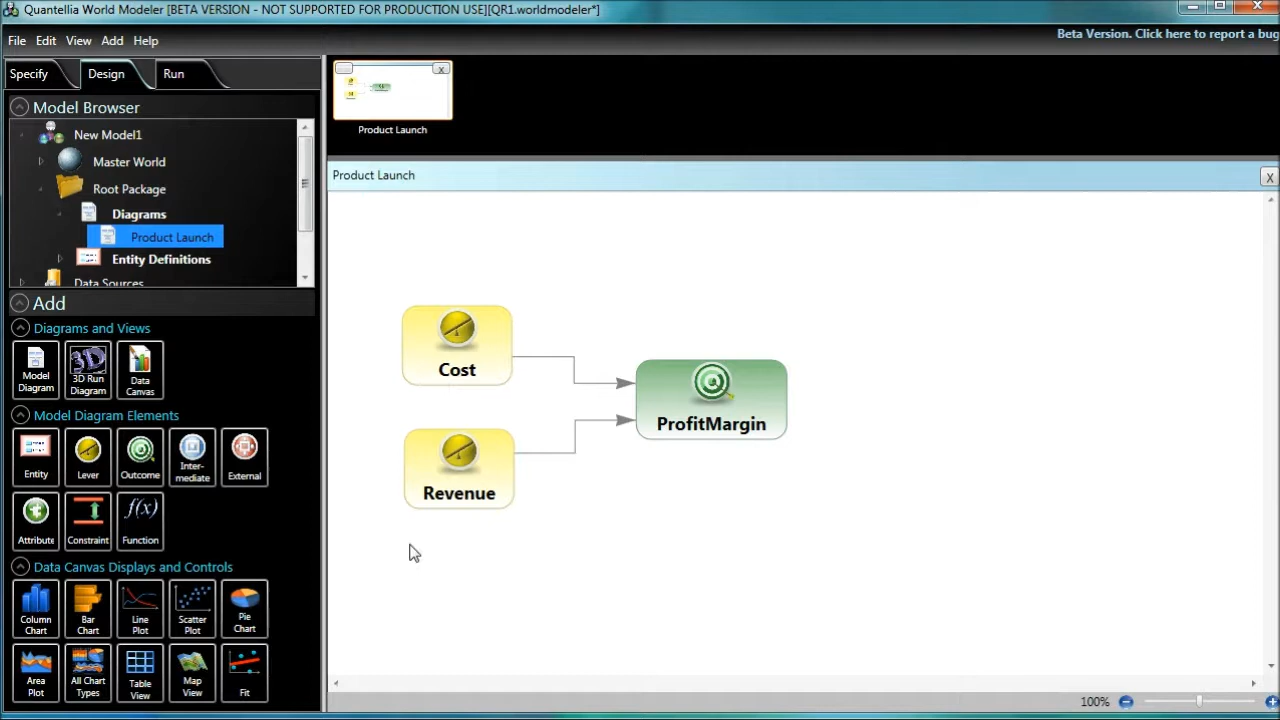 Quantellia World Modeler [BETA VERSION - NOT SUPPORTED FOR PRODUCTION USE][QR1.worldmodeler*]
File Edit View Add Help
Beta Version. Click here to report a bug
Specify Design Run
Model Browser
New Model1
Master World
Root Package
Diagrams
Product Launch
Entity Definitions
Data Sources
Add
Diagrams and Views
Model
Diagram
3D Run
Diagram
Data
Canvas
Model Diagram Elements
Entity
Lever
Outcome
Inter-
mediate
External
Attribute
Constraint
f(x)
Function
Data Canvas Displays and Controls
Column
Chart
Bar
Chart
Line
Plot
Scatter
Plot
Pie
Chart
Area
Plot
All Chart
Types
Table
View
Map
View
Fit
x
Product Launch
Product Launch
X
Cost
Revenue
ProfitMargin
100%